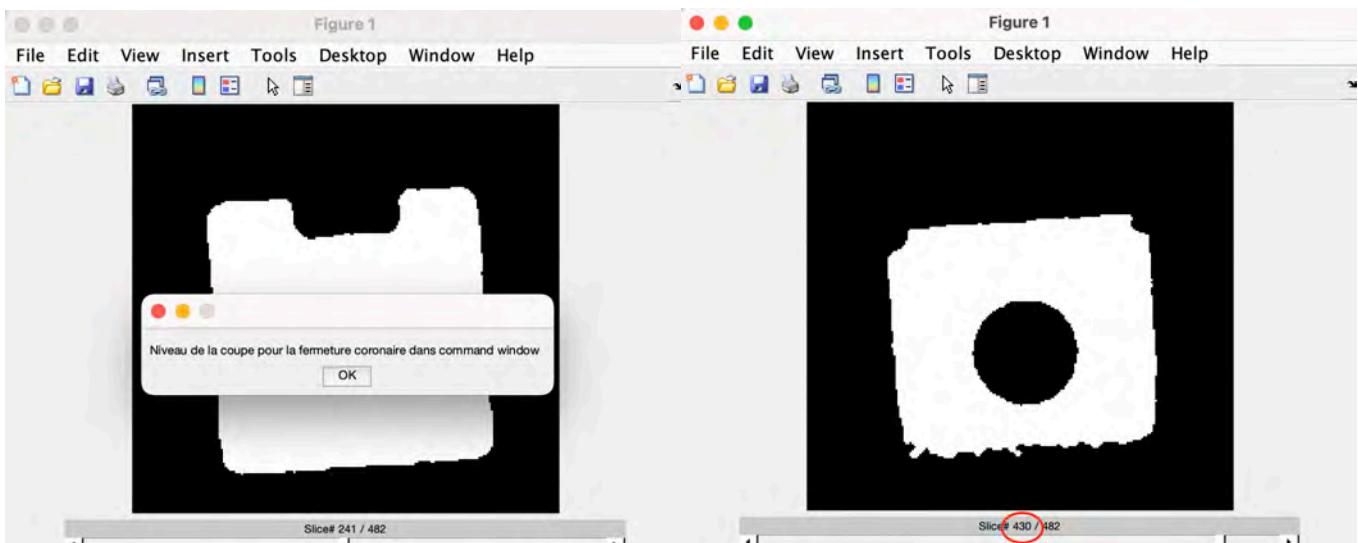 Figure 1
File Edit View Insert Tools Desktop Window Help
Niveau de la coupe pour la fermeture coronaire dans command window
OK
Slice# 241 / 482
Figure 1
File Edit View Insert Tools Desktop Window Help
Slice# 430 / 482